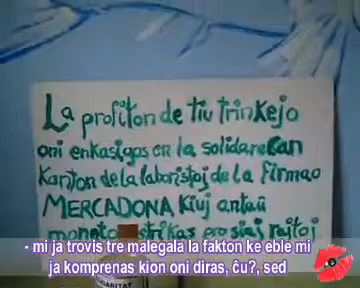 La profiton de tiu trinkejo
oni enkasigos en la solidarecan
kanton de la laboristoj de la firmao
MERCADONA kiuj antaŭ
monato strikas pro siaj rajtoj
- mi ja trovis tre malegala la fakton ke eble mi
ja komprenas kion oni diras, ĉu?, sed